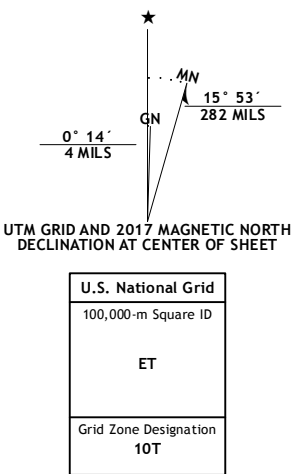 MN
GN
15° 53´
282 MILS
0° 14´
4 MILS
UTM GRID AND 2017 MAGNETIC NORTH
DECLINATION AT CENTER OF SHEET
U.S. National Grid
100,000-m Square ID
ET
Grid Zone Designation
10T